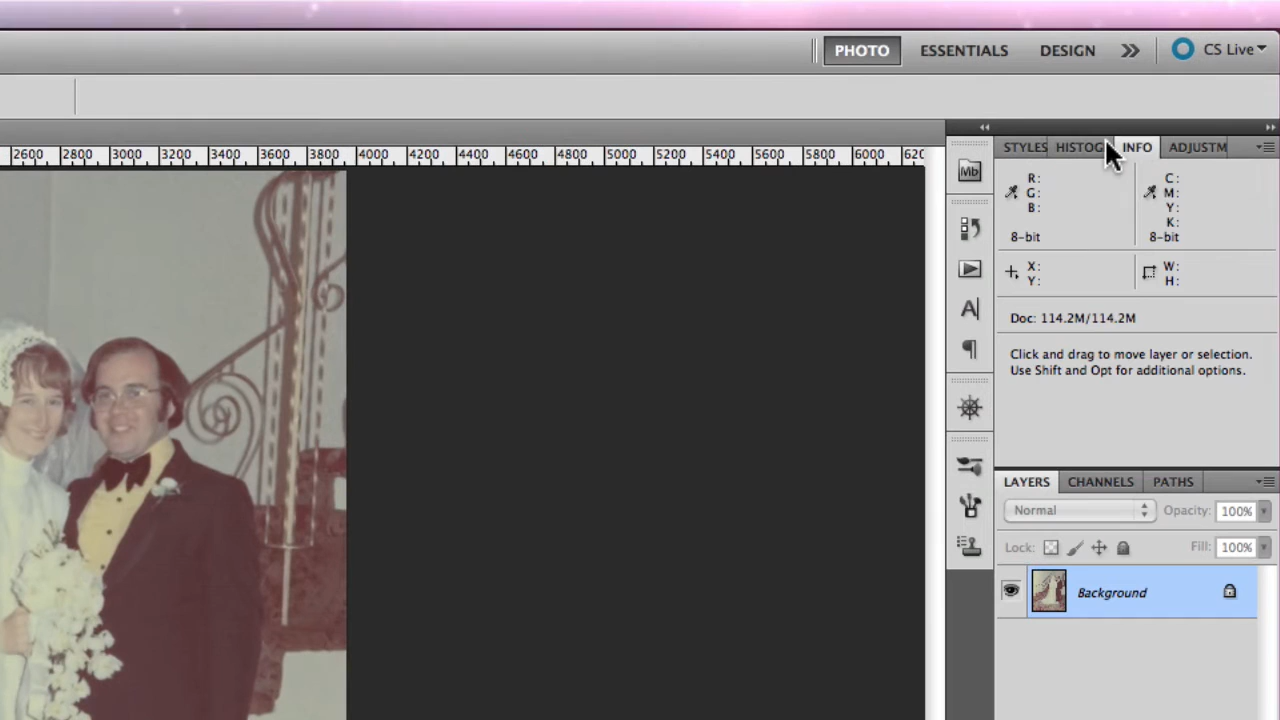 PHOTO ESSENTIALS DESIGN CS Live
2600 2800 3000 3200 3400 3600 3800 4000 4200 4400 4600 4800 5000 5200 5400 5600 5800 6000 620
Mb
STYLES HISTOG INFO ADJUSTM
R: C:
G: M:
B: Y:
K:
8-bit 8-bit
X: W:
Y: H:
Doc: 114.2M/114.2M
Click and drag to move layer or selection.
Use Shift and Opt for additional options.
A
LAYERS CHANNELS PATHS
Normal Opacity: 100%
Lock: Fill: 100%
Background